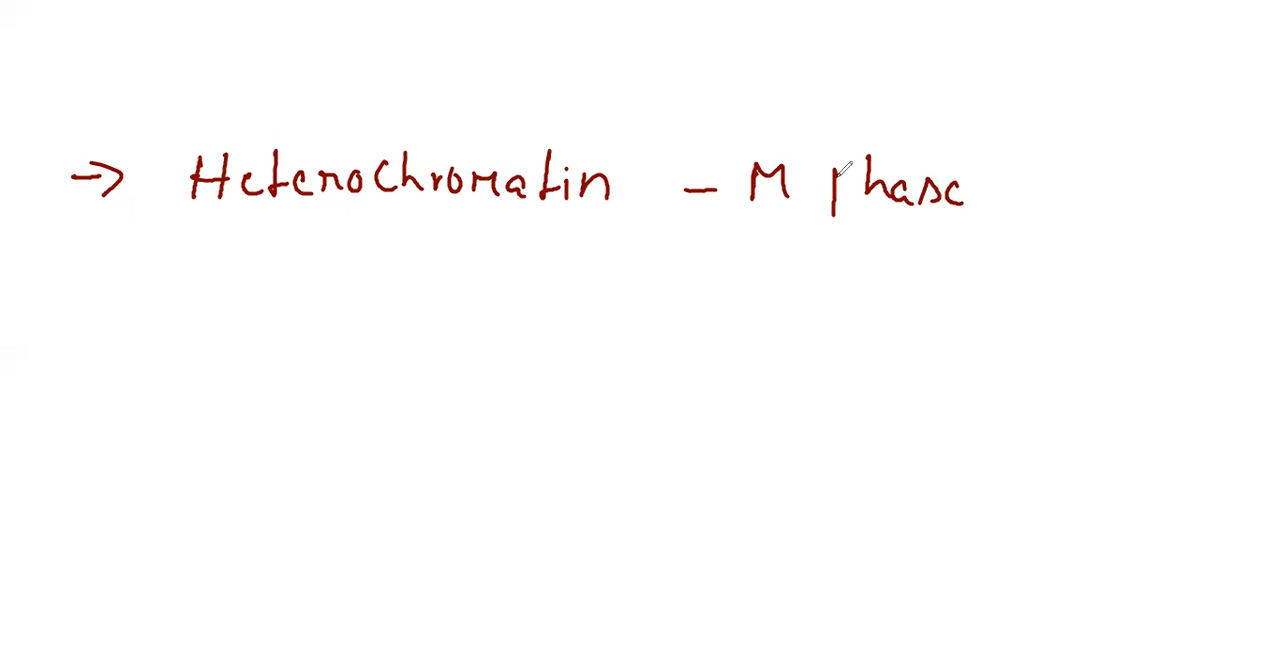 → Heterochromatin - M phase